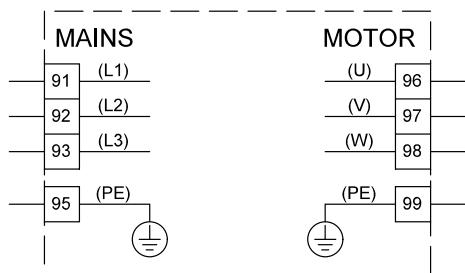 MAINS MOTOR
91 (L1) (U) 96
92 (L2) (V) 97
93 (L3) (W) 98
95 (PE) (PE) 99